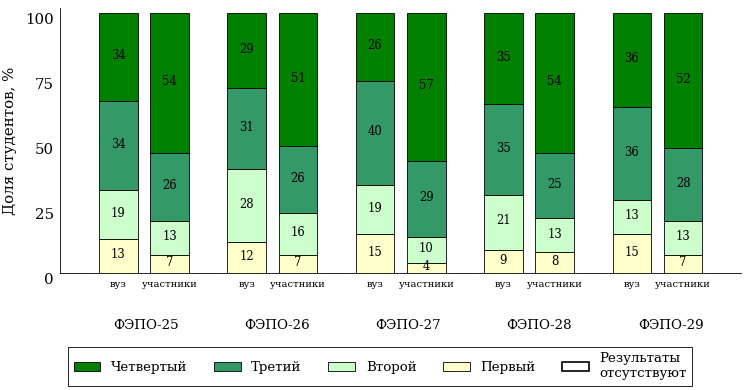 Доля студентов, %
100
75
50
25
0
34 54 29 51 26 57 35 54 36 52
34 26 31 26 40 29 35 25 36 28
19 13 28 16 19 10 21 13 13 13
13 7 12 7 15 4 9 8 15 7
вуз участники вуз участники вуз участники вуз участники вуз участники
ФЭПО-25 ФЭПО-26 ФЭПО-27 ФЭПО-28 ФЭПО-29
Четвертый Третий Второй Первый Результаты
отсутствуют